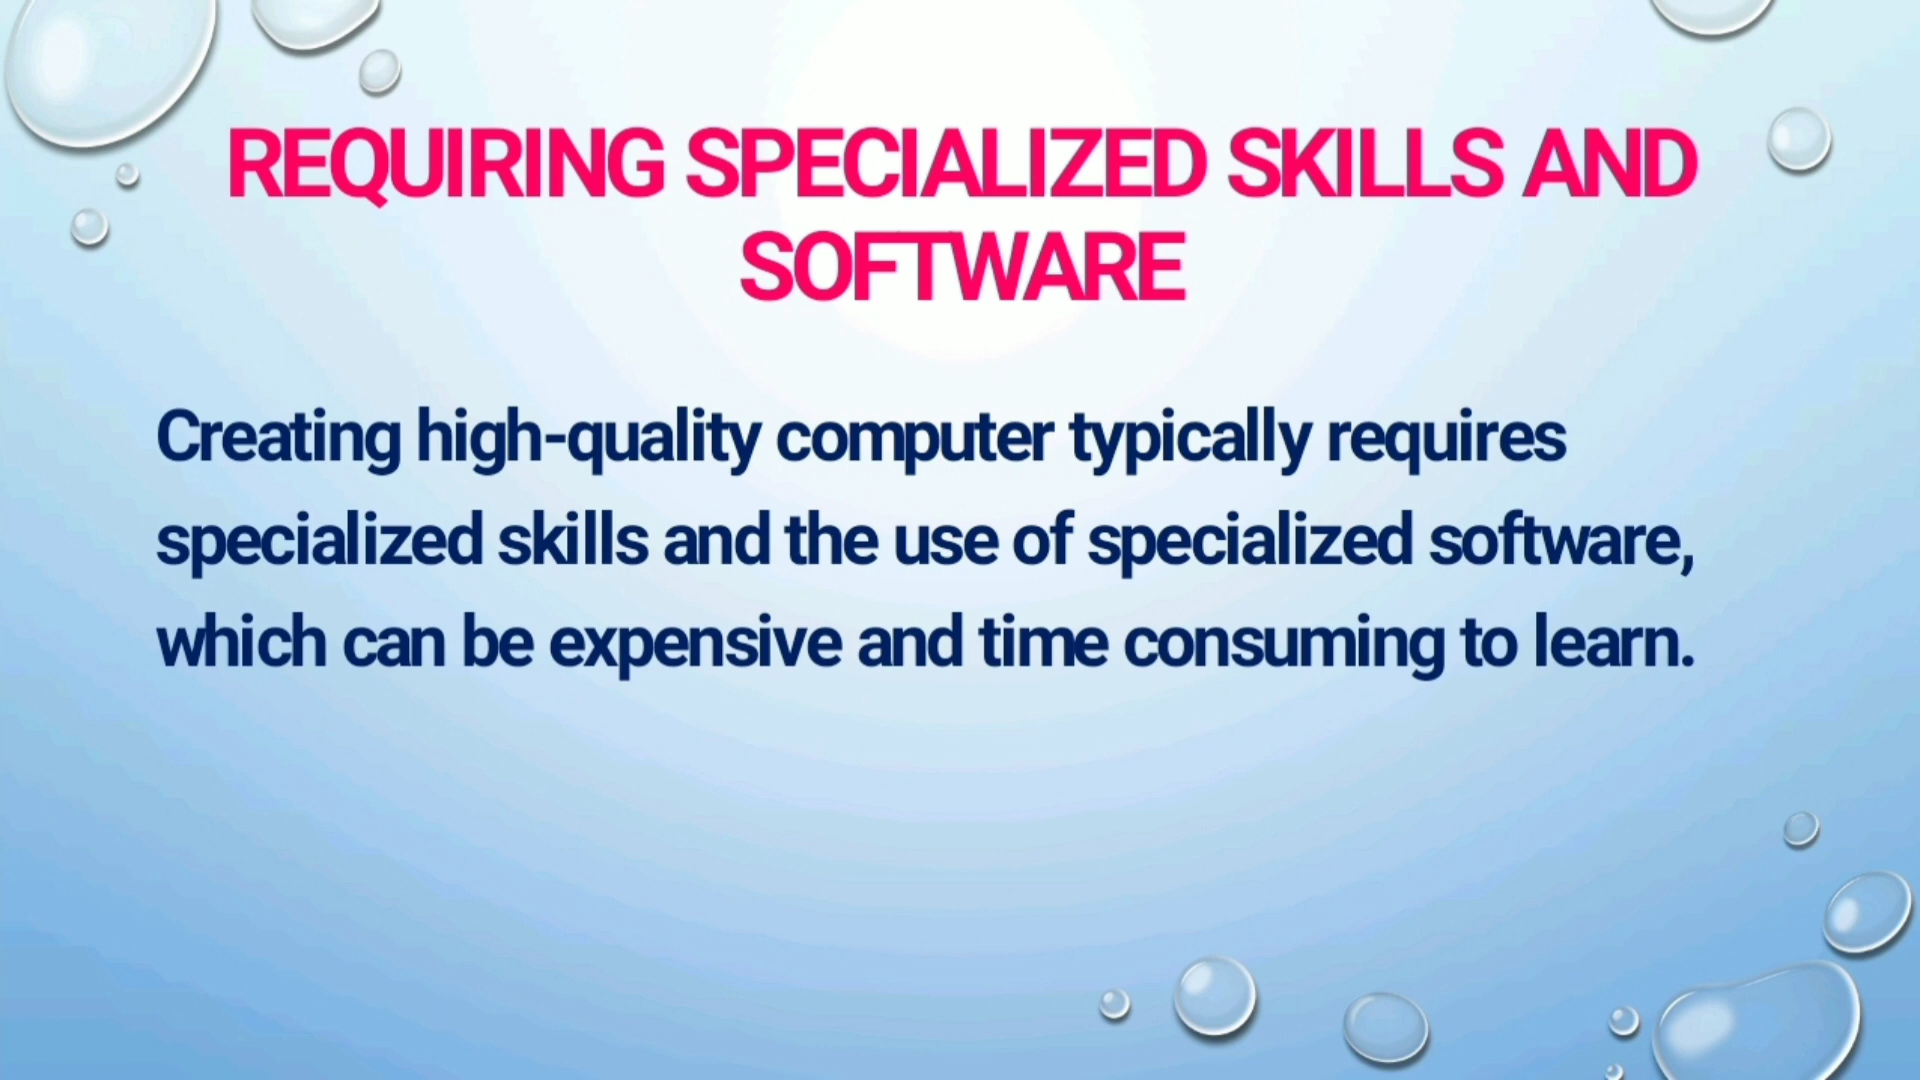 REQUIRING SPECIALIZED SKILLS AND
SOFTWARE
Creating high-quality computer typically requires
specialized skills and the use of specialized software,
which can be expensive and time consuming to learn.